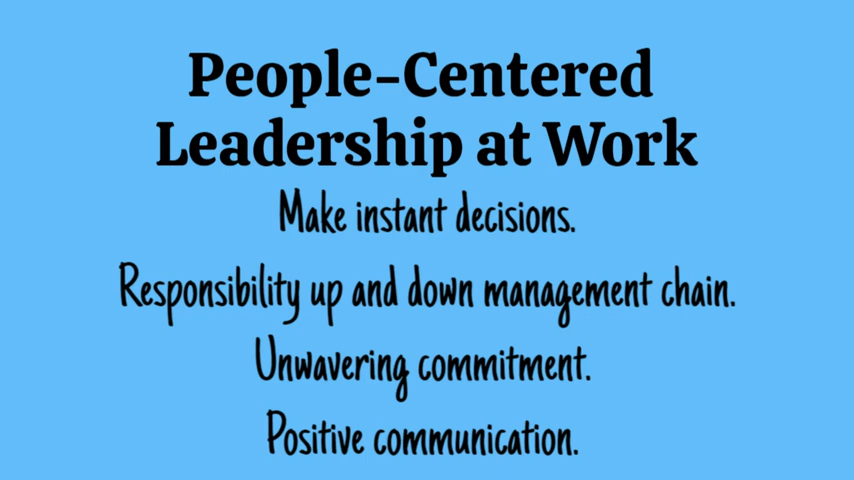 People-Centered
Leadership at Work
Make instant decisions.
Responsibility up and down management chain.
Unwavering commitment.
Positive communication.